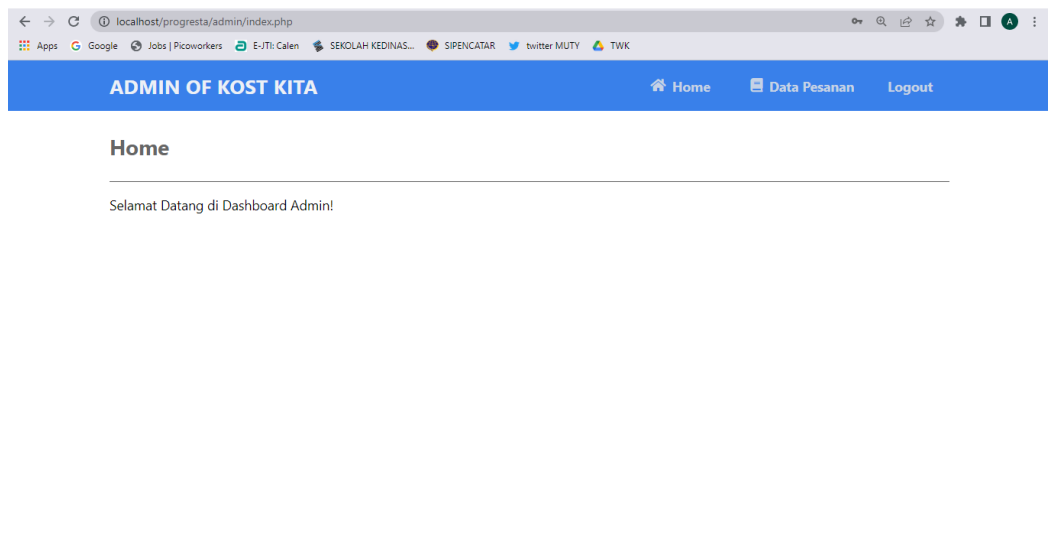 localhost/progresta/admin/index.php
Apps Google Jobs | Picoworkers E-JTI: Calen SEKOLAH KEDINAS... SIPENCATAR twitter MUTY TWK
ADMIN OF KOST KITA Home Data Pesanan Logout
Home
Selamat Datang di Dashboard Admin!